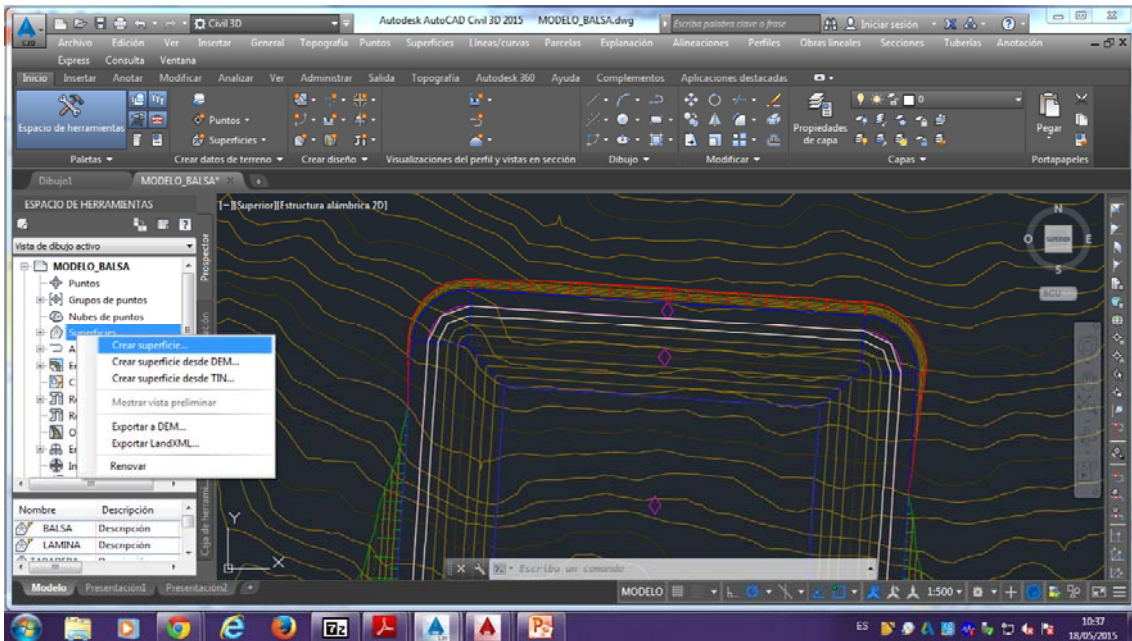 Civil 3D
Autodesk AutoCAD Civil 3D 2015 MODELO_BALSA.dwg
Escriba palabra clave o frase
Iniciar sesión
C3D
Archivo Edición Ver Insertar General Topografía Puntos Superficies Líneas/curvas Parcelas Explanación Alineaciones Perfiles Obras lineales Secciones Tuberías Anotación
Express Consulta Ventana
Inicio Insertar Anotar Modificar Analizar Ver Administrar Salida Topografía Autodesk 360 Ayuda Complementos Aplicaciones destacadas
Espacio de herramientas
Puntos
Superficies
Propiedades de capa
0
Pegar
Paletas Crear datos de terreno Crear diseño Visualizaciones del perfil y vistas en sección Dibujo Modificar Capas Portapapeles
Dibujo1 MODELO_BALSA*
ESPACIO DE HERRAMIENTAS
[-][Superior][Estructura alámbrica 2D]
Vista de dibujo activo
Prospector
MODELO_BALSA
Puntos
Grupos de puntos
Nubes de puntos
Superficies
Crear superficie...
Crear superficie desde DEM...
Crear superficie desde TIN...
Mostrar vista preliminar
Exportar a DEM...
Exportar LandXML...
Renovar
N
O SUPERIOR E
S
SCU
Nombre Descripción
BALSA Descripción
LAMINA Descripción
Caja de herrami...
Y
X
Escriba un comando
Modelo Presentación1 Presentación2
MODELO
1:500
ES
10:37
18/05/2015